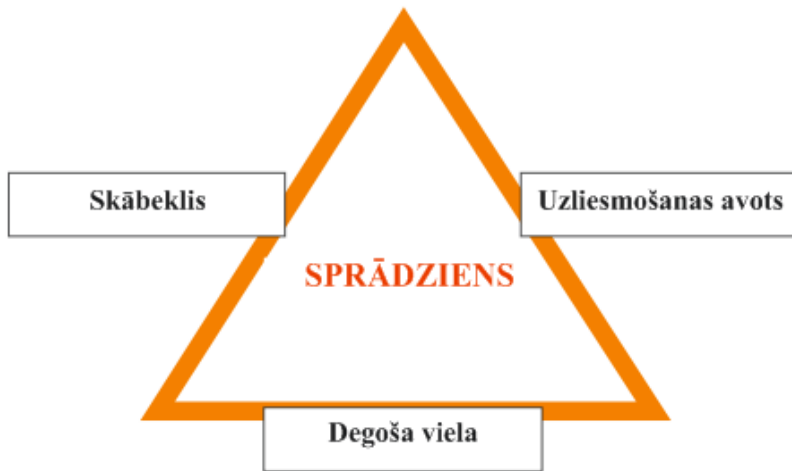 Skābeklis
Uzliesmošanas avots
SPRĀDZIENS
Degoša viela